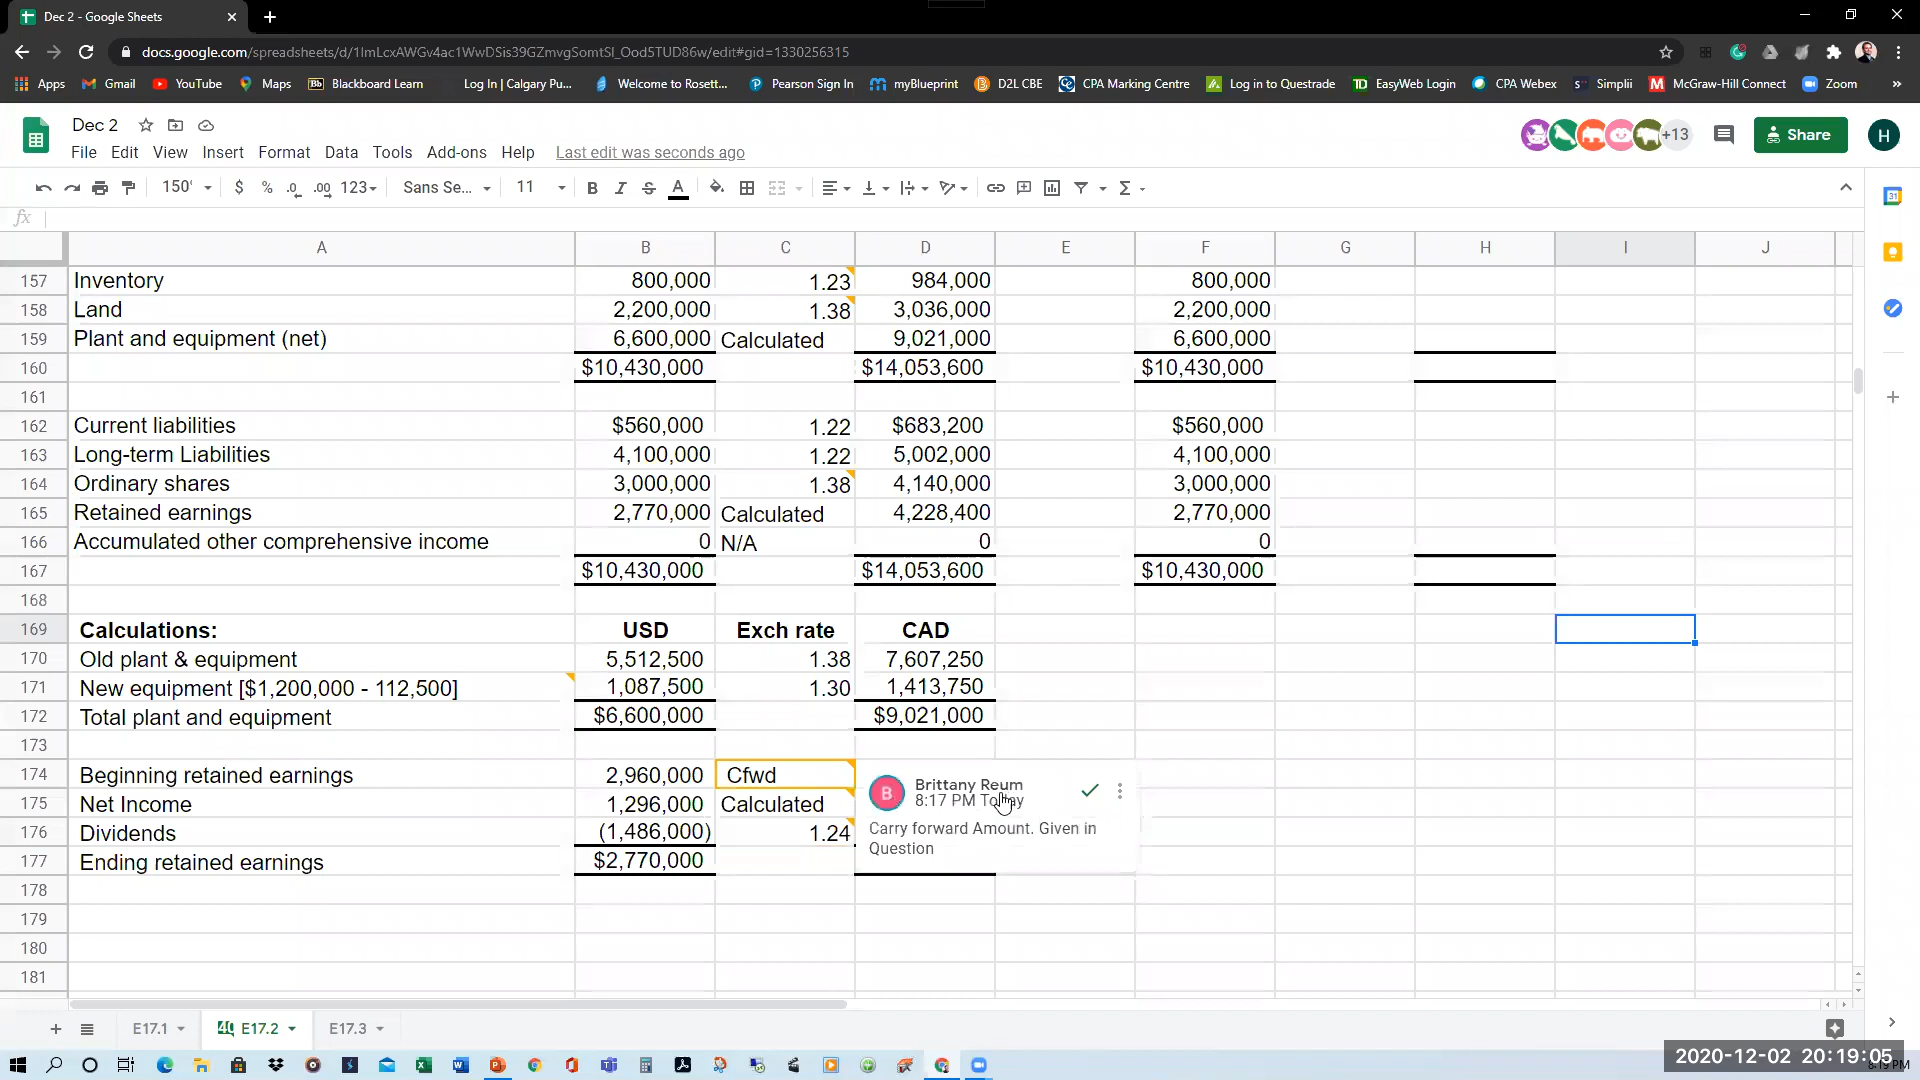 Dec 2 - Google Sheets
docs.google.com/spreadsheets/d/1ImLcxAWGv4ac1WwDSis39GZmvgSomtSl_Ood5TUD86w/edit#gid=1330256315
Apps Gmail YouTube Maps Bb Blackboard Learn Log In | Calgary Pu... Welcome to Rosett... Pearson Sign In myBlueprint D2L CBE CPA Marking Centre Log in to Questrade TD EasyWeb Login CPA Webex Simplii M McGraw-Hill Connect Zoom »
Dec 2
+13 Share H
File Edit View Insert Format Data Tools Add-ons Help Last edit was seconds ago
150% $ % .0 .00 123 Sans Se... 11 B I S A Σ
fx
A B C D E F G H I J
157 Inventory 800,000 1.23 984,000 800,000
158 Land 2,200,000 1.38 3,036,000 2,200,000
159 Plant and equipment (net) 6,600,000 Calculated 9,021,000 6,600,000
160 $10,430,000 $14,053,600 $10,430,000
161
162 Current liabilities $560,000 1.22 $683,200 $560,000
163 Long-term Liabilities 4,100,000 1.22 5,002,000 4,100,000
164 Ordinary shares 3,000,000 1.38 4,140,000 3,000,000
165 Retained earnings 2,770,000 Calculated 4,228,400 2,770,000
166 Accumulated other comprehensive income 0 N/A 0 0
167 $10,430,000 $14,053,600 $10,430,000
168
169 Calculations: USD Exch rate CAD
170 Old plant & equipment 5,512,500 1.38 7,607,250
171 New equipment [$1,200,000 - 112,500] 1,087,500 1.30 1,413,750
172 Total plant and equipment $6,600,000 $9,021,000
173
174 Beginning retained earnings 2,960,000 Cfwd
175 Net Income 1,296,000 Calculated
176 Dividends (1,486,000) 1.24
177 Ending retained earnings $2,770,000
178
179
180
181
B Brittany Reum
8:17 PM Today
Carry forward Amount. Given in
Question
E17.1 E17.2 E17.3
2020-12-02 20:19:05